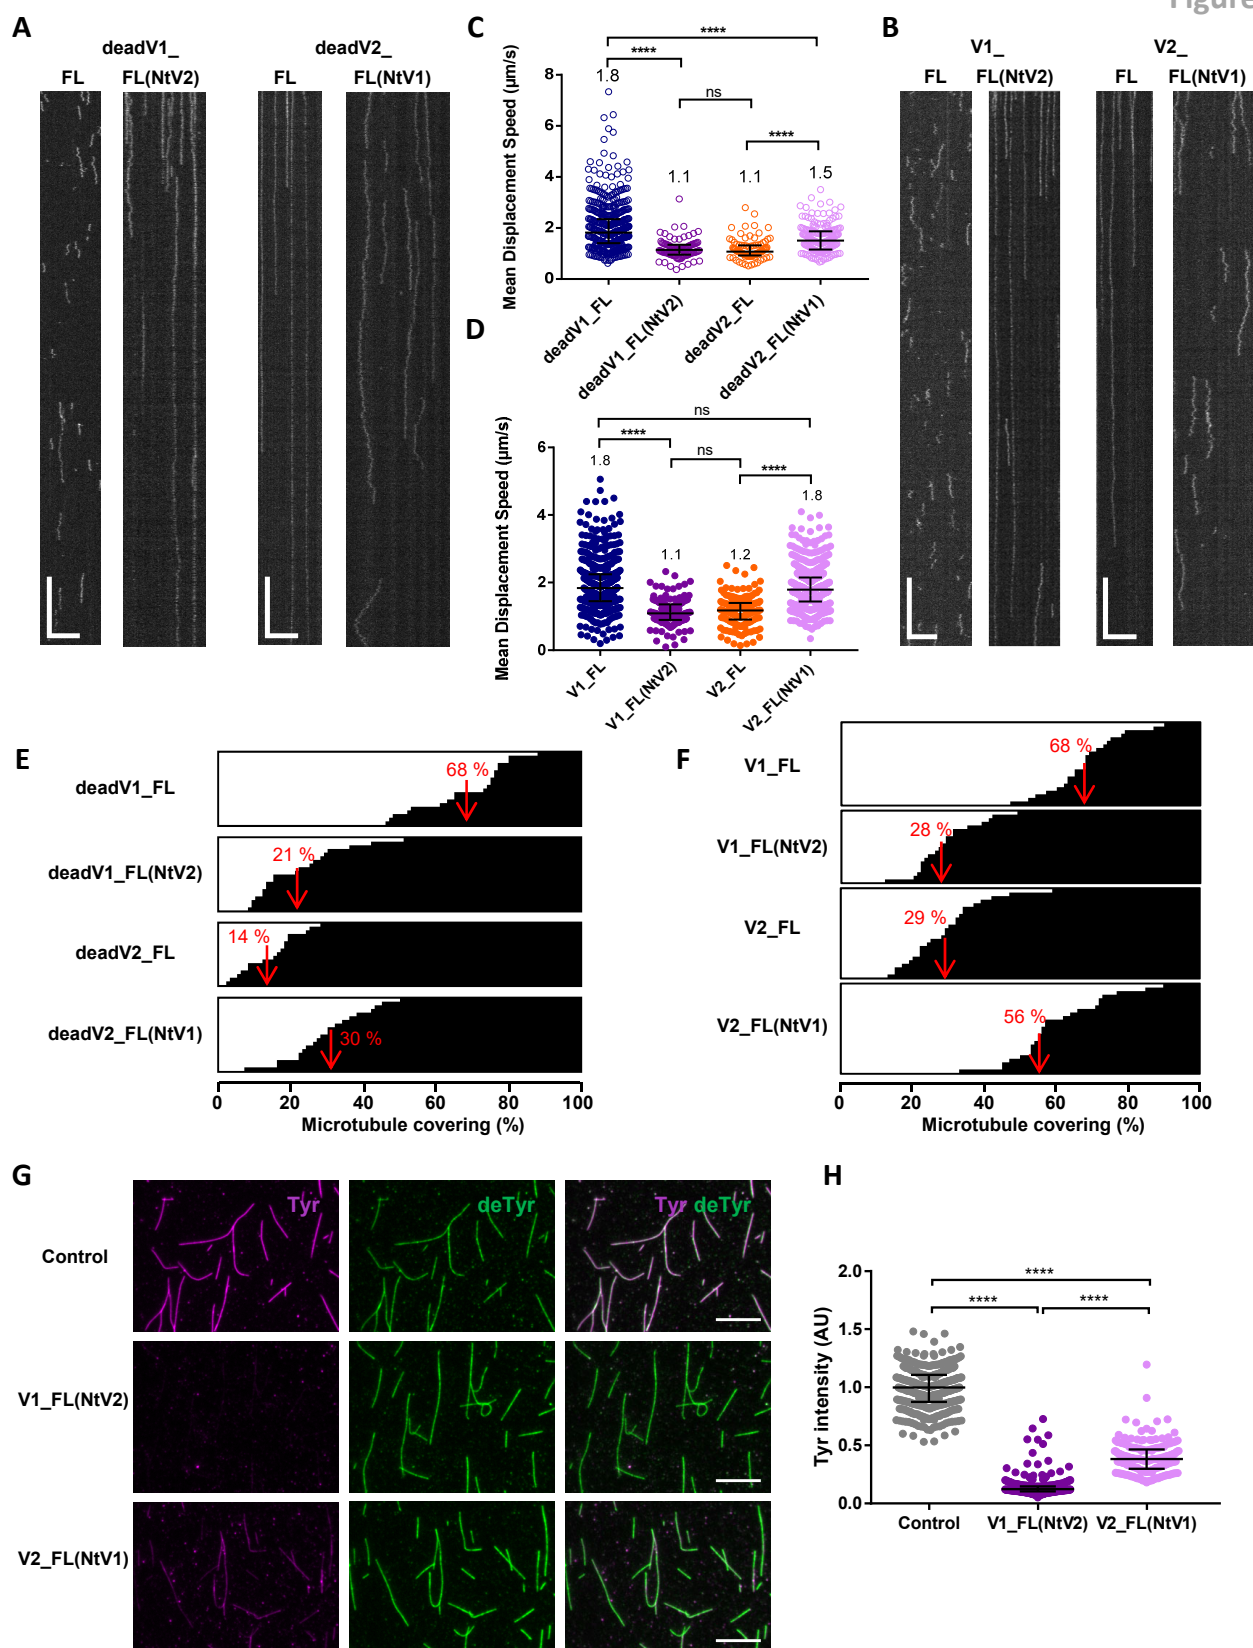 Figure
A
deadV1_
deadV2_
FL
FL(NtV2)
FL
FL(NtV1)
C
Mean Displacement Speed (µm/s)
8
6
4
2
0
****
****
ns
****
1.8
1.1
1.1
1.5
deadV1_FL
deadV1_FL(NtV2)
deadV2_FL
deadV2_FL(NtV1)
B
V1_
V2_
FL
FL(NtV2)
FL
FL(NtV1)
D
Mean Displacement Speed (µm/s)
6
4
2
0
ns
****
ns
****
1.8
1.1
1.2
1.8
V1_FL
V1_FL(NtV2)
V2_FL
V2_FL(NtV1)
E
deadV1_FL
68 %
deadV1_FL(NtV2)
21 %
deadV2_FL
14 %
deadV2_FL(NtV1)
30 %
0 20 40 60 80 100
Microtubule covering (%)
F
V1_FL
68 %
V1_FL(NtV2)
28 %
V2_FL
29 %
V2_FL(NtV1)
56 %
0 20 40 60 80 100
Microtubule covering (%)
G
Tyr
deTyr
Tyr deTyr
Control
V1_FL(NtV2)
V2_FL(NtV1)
H
Tyr intensity (AU)
2.0
1.5
1.0
0.5
0.0
****
****
****
Control
V1_FL(NtV2)
V2_FL(NtV1)